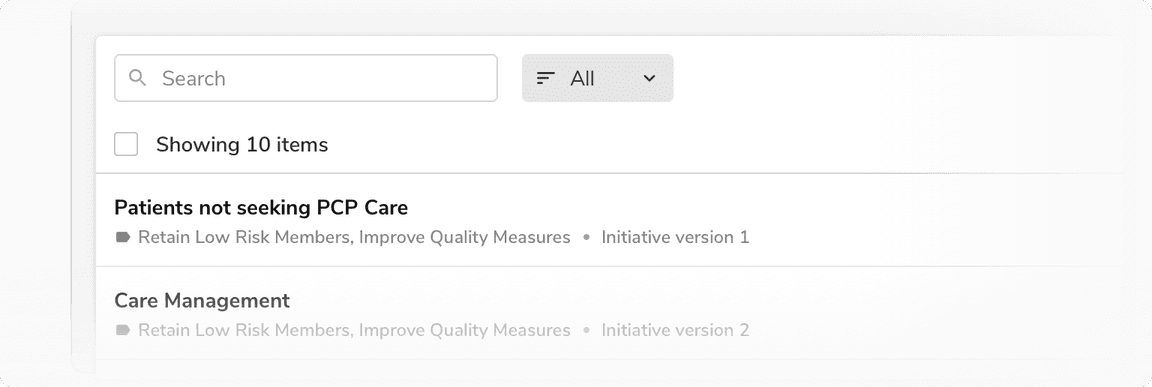 Search
All
Showing 10 items
Patients not seeking PCP Care
Retain Low Risk Members, Improve Quality Measures • Initiative version 1
Care Management
Retain Low Risk Members, Improve Quality Measures • Initiative version 2